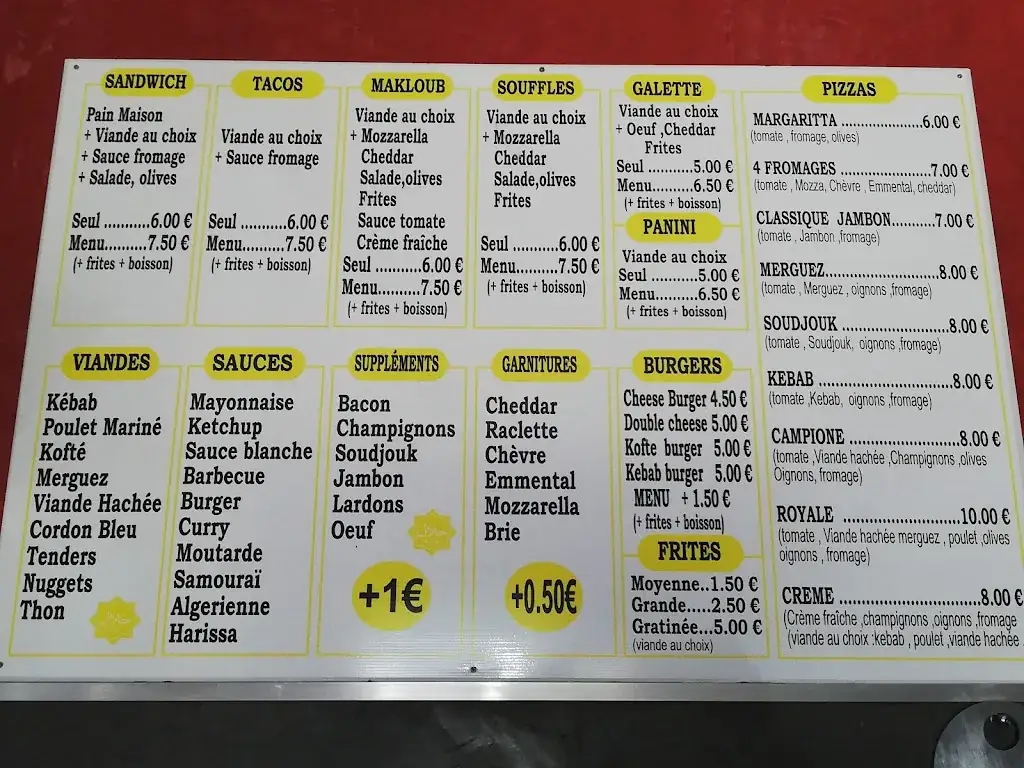 SANDWICH
Pain Maison
+ Viande au choix
+ Sauce fromage
+ Salade, olives
Seul ...........6.00 €
Menu..........7.50 €
(+ frites + boisson)
TACOS
Viande au choix
+ Sauce fromage
Seul ...........6.00 €
Menu..........7.50 €
(+ frites + boisson)
MAKLOUB
Viande au choix
+ Mozzarella
Cheddar
Salade,olives
Frites
Sauce tomate
Crème fraîche
Seul ...........6.00 €
Menu..........7.50 €
(+ frites + boisson)
SOUFFLES
Viande au choix
+ Mozzarella
Cheddar
Salade,olives
Frites
Seul ...........6.00 €
Menu..........7.50 €
(+ frites + boisson)
GALETTE
Viande au choix
+ Oeuf ,Cheddar
Frites
Seul ...........5.00 €
Menu..........6.50 €
(+ frites + boisson)
PANINI
Viande au choix
Seul ...........5.00 €
Menu..........6.50 €
(+ frites + boisson)
PIZZAS
MARGARITTA ....................6.00 €
(tomate , fromage, olives)
4 FROMAGES ......................7.00 €
(tomate , Mozza, Chèvre , Emmental, cheddar)
CLASSIQUE JAMBON..........7.00 €
(tomate , Jambon ,fromage)
MERGUEZ...........................8.00 €
(tomate , Merguez , oignons ,fromage)
SOUDJOUK .........................8.00 €
(tomate , Soudjouk, oignons ,fromage)
KEBAB ...............................8.00 €
(tomate ,Kebab, oignons ,fromage)
CAMPIONE .........................8.00 €
(tomate ,Viande hachée ,Champignons ,olives
Oignons, fromage)
ROYALE ...........................10.00 €
(tomate , Viande hachée merguez , poulet ,olives
oignons , fromage)
CREME ................................8.00 €
(Crème fraîche ,champignons ,oignons ,fromage
(viande au choix :kebab , poulet ,viande hachée
VIANDES
Kébab
Poulet Mariné
Kofté
Merguez
Viande Hachée
Cordon Bleu
Tenders
Nuggets
Thon
SAUCES
Mayonnaise
Ketchup
Sauce blanche
Barbecue
Burger
Curry
Moutarde
Samouraï
Algerienne
Harissa
SUPPLÉMENTS
Bacon
Champignons
Soudjouk
Jambon
Lardons
Oeuf
+1€
GARNITURES
Cheddar
Raclette
Chèvre
Emmental
Mozzarella
Brie
+0.50€
BURGERS
Cheese Burger 4.50 €
Double cheese 5.00 €
Kofte burger 5.00 €
Kebab burger 5.00 €
MENU + 1.50 €
(+ frites + boisson)
FRITES
Moyenne..1.50 €
Grande.....2.50 €
Gratinée...5.00 €
(viande au choix)